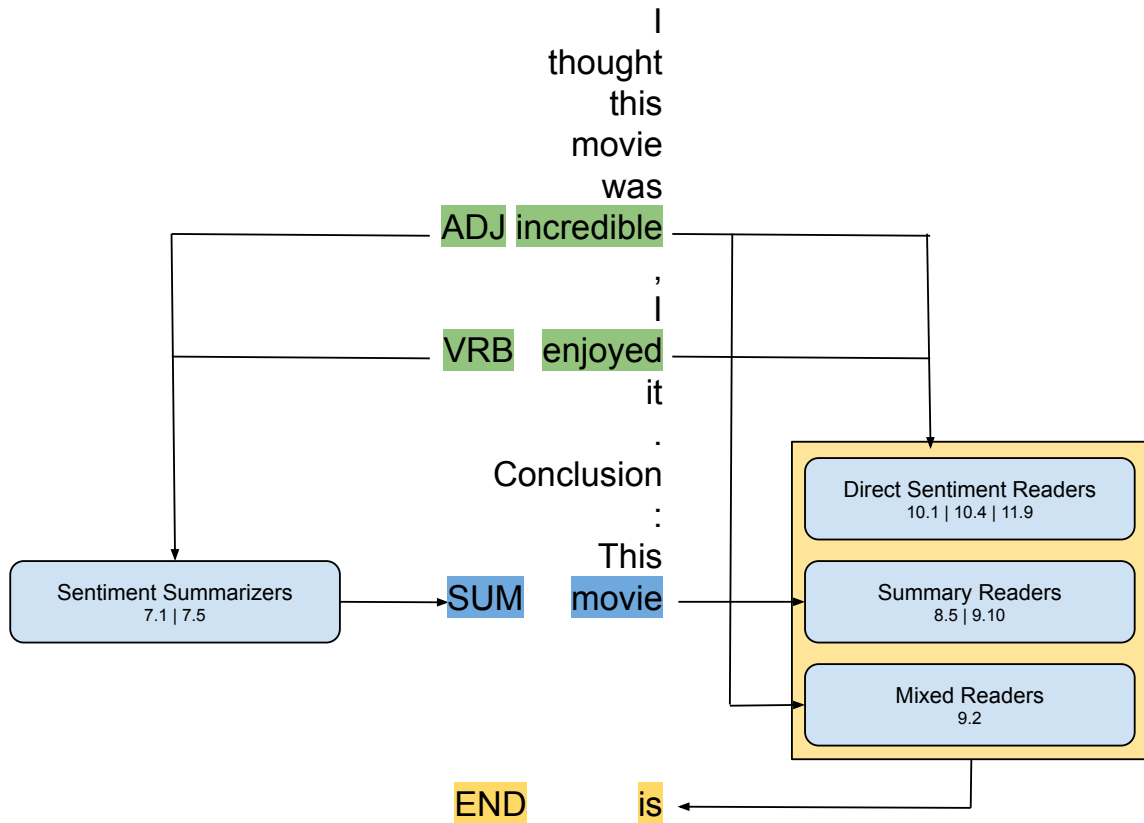 I
thought
this
movie
was
ADJ incredible
,
I
VRB enjoyed
it
.
Conclusion
:
This
SUM movie
Sentiment Summarizers
7.1 | 7.5
Direct Sentiment Readers
10.1 | 10.4 | 11.9
Summary Readers
8.5 | 9.10
Mixed Readers
9.2
END is